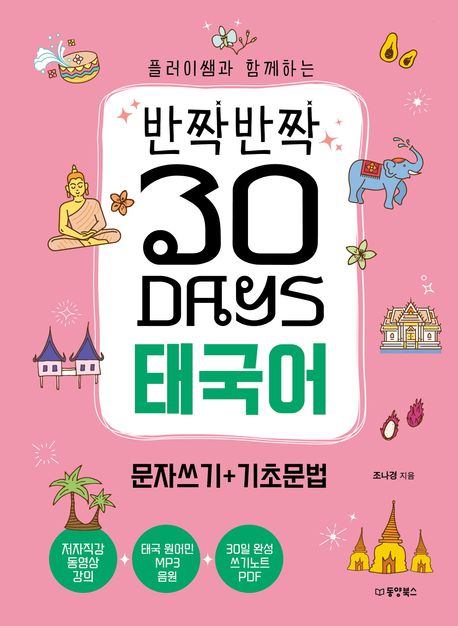 플러이쌤과 함께하는
반짝반짝
30
DAYS
태국어
문자쓰기+기초문법
조나경 지음
저자직강
동영상
강의
태국 원어민
MP3
음원
30일 완성
쓰기노트
PDF
동양북스